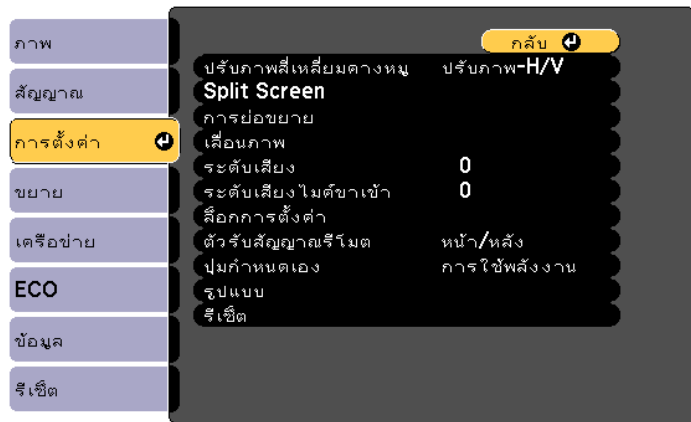 ภาพ
สัญญาณ
การตั้งค่า
ขยาย
เครือข่าย
ECO
ข้อมูล
รีเซ็ต
กลับ
ปรับภาพสี่เหลี่ยมคางหมู ปรับภาพ-H/V
Split Screen
การย่อขยาย
เลื่อนภาพ
ระดับเสียง 0
ระดับเสียงไมค์ขาเข้า 0
ล็อกการตั้งค่า
ตัวรับสัญญาณรีโมต หน้า/หลัง
ปุ่มกำหนดเอง การใช้พลังงาน
รูปแบบ
รีเซ็ต